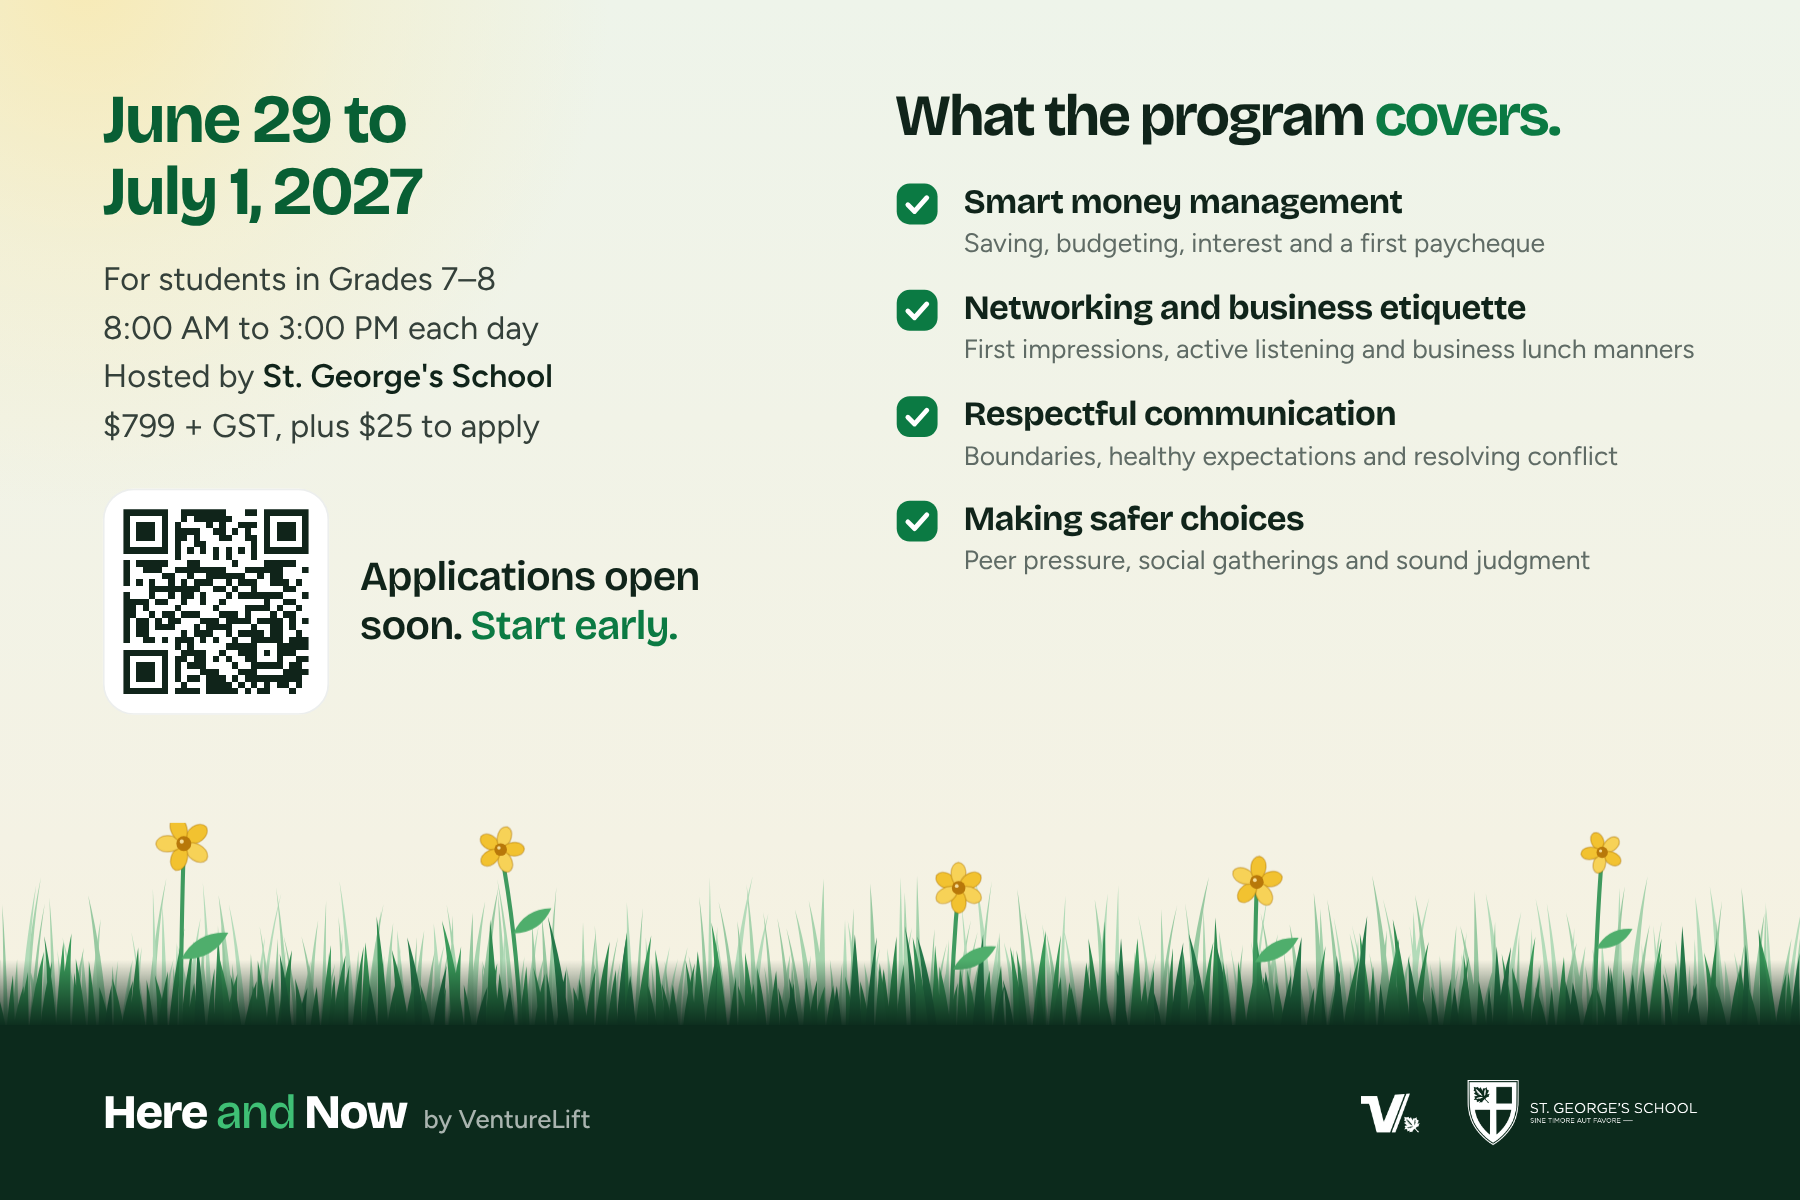 June 29 to
July 1, 2027
For students in Grades 7–8
8:00 AM to 3:00 PM each day
Hosted by St. George's School
$799 + GST, plus $25 to apply
Applications open
soon. Start early.
What the program covers.
Smart money management
Saving, budgeting, interest and a first paycheque
Networking and business etiquette
First impressions, active listening and business lunch manners
Respectful communication
Boundaries, healthy expectations and resolving conflict
Making safer choices
Peer pressure, social gatherings and sound judgment
Here and Now by VentureLift
ST. GEORGE'S SCHOOL
SINE TIMORE AUT FAVORE —